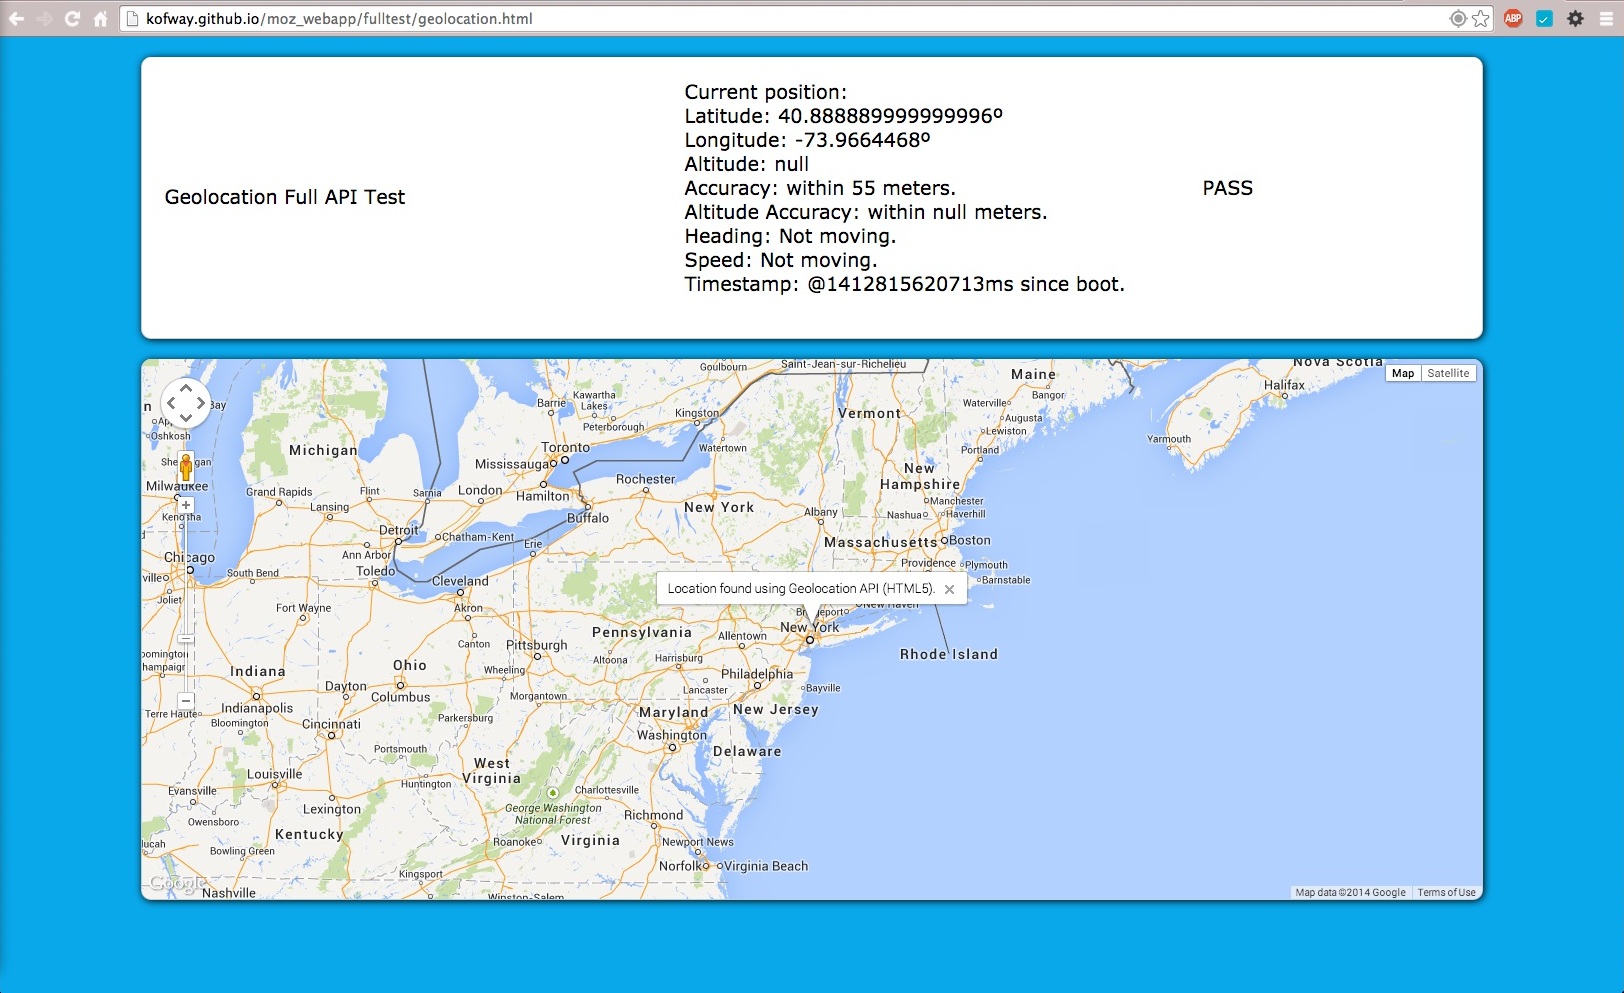 kofway.github.io/moz_webapp/fulltest/geolocation.html
ABP
Geolocation Full API Test
Current position:
Latitude: 40.888889999999996º
Longitude: -73.9664468º
Altitude: null
Accuracy: within 55 meters.
Altitude Accuracy: within null meters.
Heading: Not moving.
Speed: Not moving.
Timestamp: @1412815620713ms since boot.
PASS
Map
Satellite
Goulbourn
Saint-Jean-sur-Richelieu
Maine
Nova Scotia
Bangor
Halifax
Bay
Barrie
Kawartha
Lakes
Peterborough
Kingston
Vermont
Waterville
Augusta
Lewiston
Oshkosh
Michigan
Toronto
Watertown
Portland
Yarmouth
Mississauga
New
Hampshire
Milwaukee
Grand Rapids
Flint
Sarnia
London
Hamilton
Rochester
New York
Manchester
Kenosha
Lansing
Buffalo
Albany
Nashua
Haverhill
Detroit
Chatham-Kent
Erie
Massachusetts
Boston
Chicago
Ann Arbor
Toledo
Providence
Plymouth
South Bend
Cleveland
Barnstable
Joliet
Location found using Geolocation API (HTML5).
Fort Wayne
Akron
New Haven
New York
Pennsylvania
Allentown
Canton
Pittsburgh
Altoona
Harrisburg
Rhode Island
Indiana
Ohio
Wheeling
Philadelphia
Dayton
Columbus
Morgantown
Lancaster
Bayville
Terre Haute
Indianapolis
Bloomington
Cincinnati
Parkersburg
Maryland
New Jersey
Washington
Portsmouth
West
Virginia
Delaware
Louisville
Huntington
Charlottesville
Evansville
Lexington
George Washington
National Forest
Richmond
Owensboro
Kentucky
Roanoke
Virginia
Newport News
Bowling Green
Norfolk
Virginia Beach
Kingsport
Google
Nashville
Winston-Salem
Map data ©2014 Google
Terms of Use